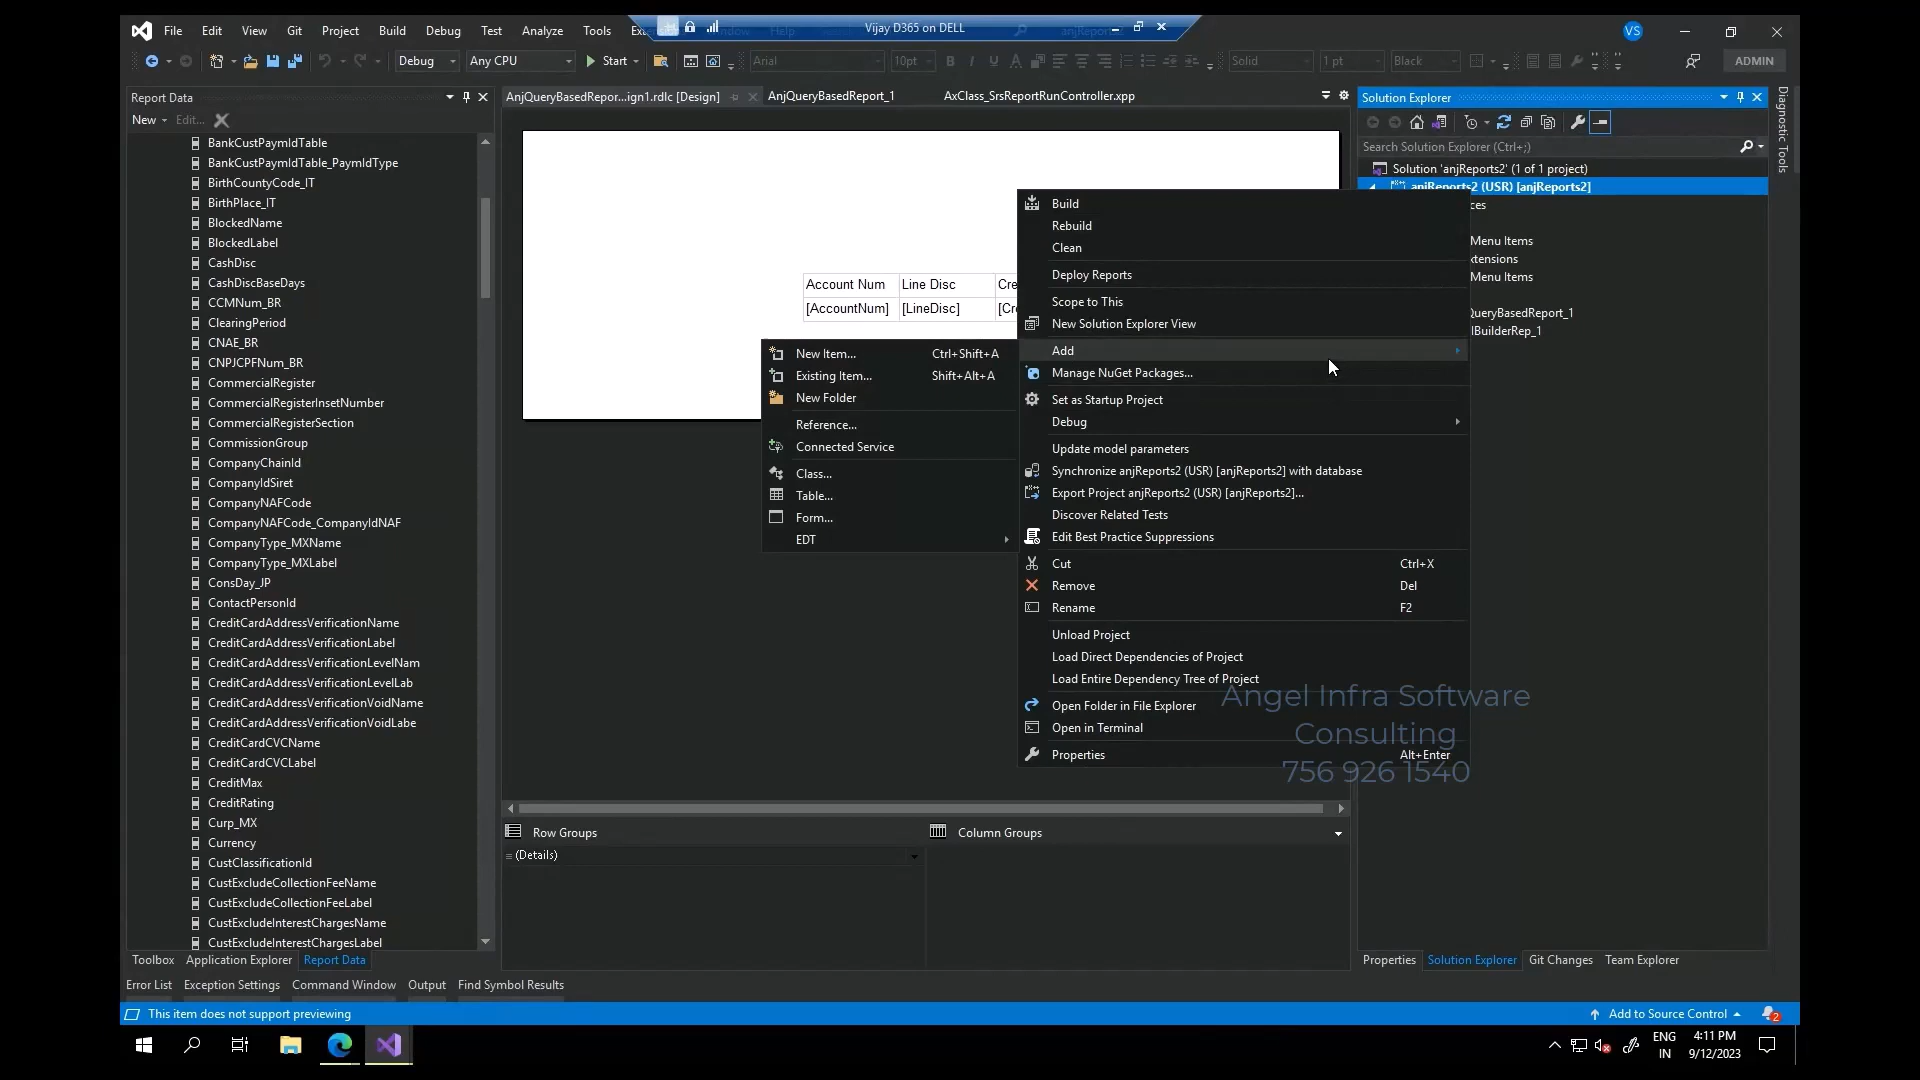 File Edit View Git Project Build Debug Test Analyze Tools
Vijay D365 on DELL
VS
Debug
Any CPU
Start
Arial
10pt
Solid
1 pt
Black
ADMIN
Report Data
New Edit...
BankCustPaymIdTable
BankCustPaymIdTable_PaymIdType
BirthCountyCode_IT
BirthPlace_IT
BlockedName
BlockedLabel
CashDisc
CashDiscBaseDays
CCMNum_BR
ClearingPeriod
CNAE_BR
CNPJCPFNum_BR
CommercialRegister
CommercialRegisterInsetNumber
CommercialRegisterSection
CommissionGroup
CompanyChainId
CompanyIdSiret
CompanyNAFCode
CompanyNAFCode_CompanyIdNAF
CompanyType_MXName
CompanyType_MXLabel
ConsDay_JP
ContactPersonId
CreditCardAddressVerificationName
CreditCardAddressVerificationLabel
CreditCardAddressVerificationLevelNam
CreditCardAddressVerificationLevelLab
CreditCardAddressVerificationVoidName
CreditCardAddressVerificationVoidLabe
CreditCardCVCName
CreditCardCVCLabel
CreditMax
CreditRating
Curp_MX
Currency
CustClassificationId
CustExcludeCollectionFeeName
CustExcludeCollectionFeeLabel
CustExcludeInterestChargesName
CustExcludeInterestChargesLabel
Toolbox Application Explorer Report Data
AnjQueryBasedRepor...ign1.rdlc [Design]
AnjQueryBasedReport_1
AxClass_SrsReportRunController.xpp
Account Num Line Disc Cre
[AccountNum] [LineDisc] [Cr
New Item... Ctrl+Shift+A
Existing Item... Shift+Alt+A
New Folder
Reference...
Connected Service
Class...
Table...
Form...
EDT
Build
Rebuild
Clean
Deploy Reports
Scope to This
New Solution Explorer View
Add
Manage NuGet Packages...
Set as Startup Project
Debug
Update model parameters
Synchronize anjReports2 (USR) [anjReports2] with database
Export Project anjReports2 (USR) [anjReports2]...
Discover Related Tests
Edit Best Practice Suppressions
Cut Ctrl+X
Remove Del
Rename F2
Unload Project
Load Direct Dependencies of Project
Load Entire Dependency Tree of Project
Open Folder in File Explorer
Open in Terminal
Properties Alt+Enter
Angel Infra Software
Consulting
756 926 1540
Row Groups
(Details)
Column Groups
Solution Explorer
Search Solution Explorer (Ctrl+;)
Solution 'anjReports2' (1 of 1 project)
anjReports2 (USR) [anjReports2]
ces
Menu Items
xtensions
Menu Items
QueryBasedReport_1
lBuilderRep_1
Properties Solution Explorer Git Changes Team Explorer
Diagnostic Tools
Error List Exception Settings Command Window Output Find Symbol Results
This item does not support previewing
Add to Source Control
2
ENG
IN
4:11 PM
9/12/2023